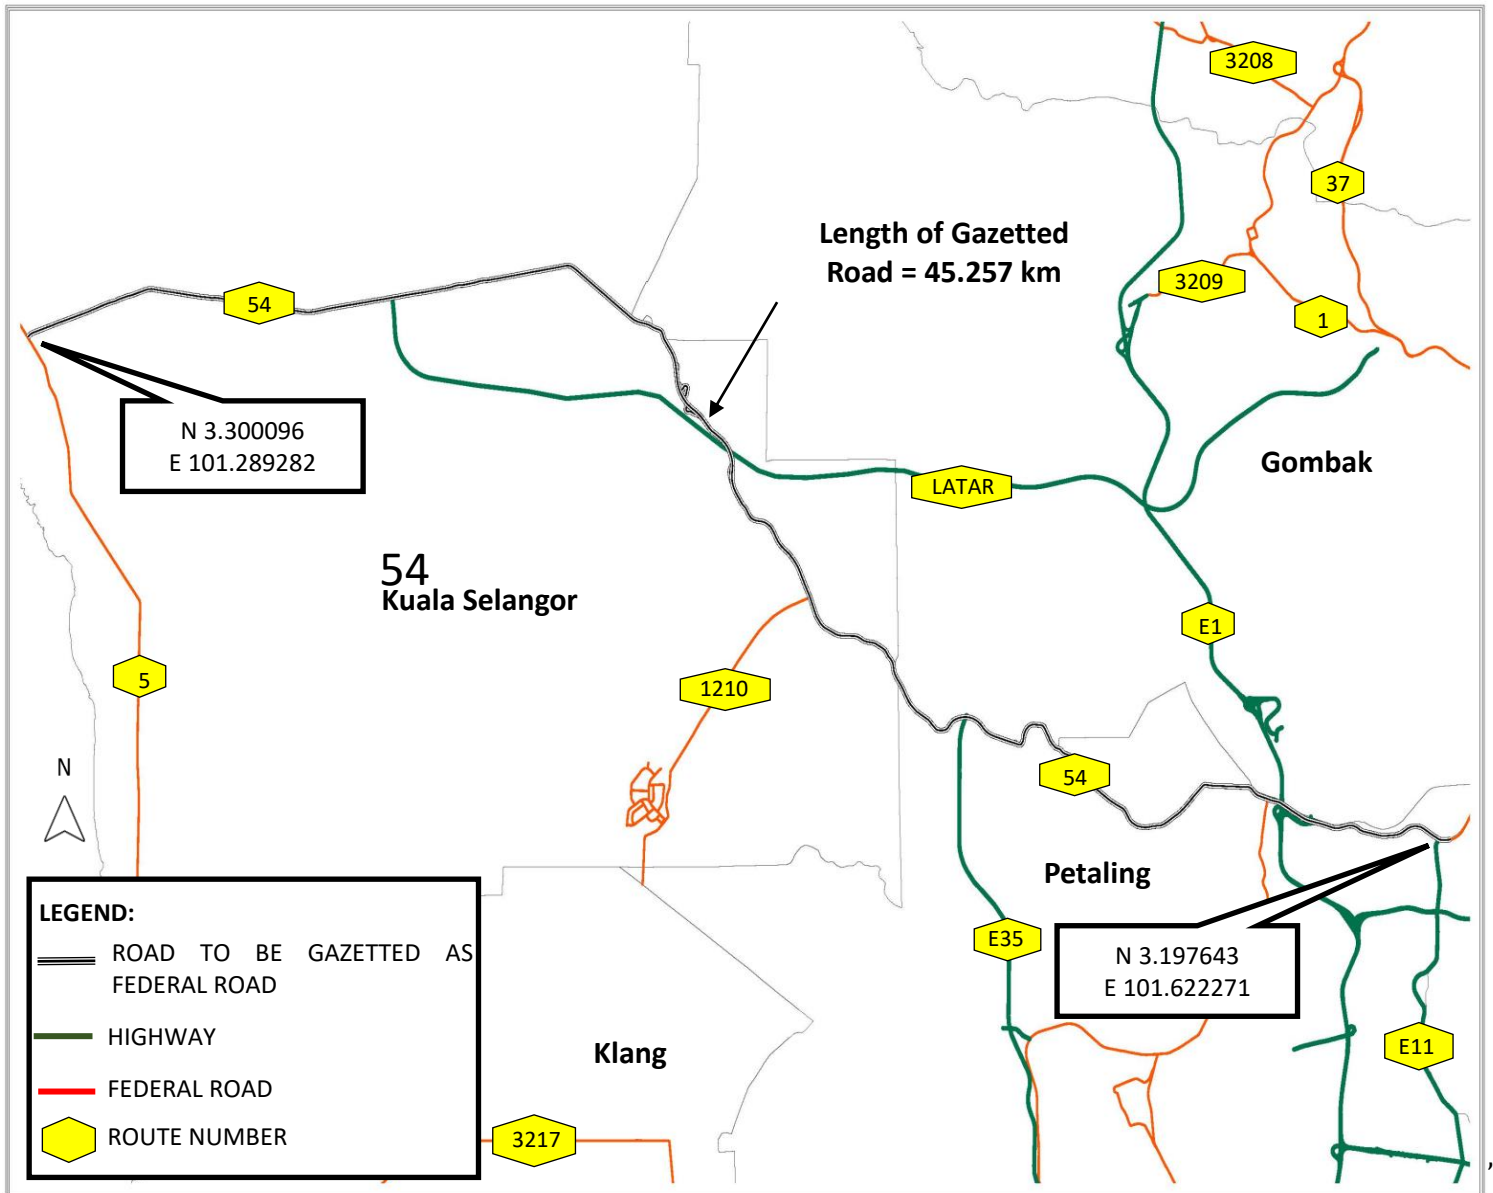 3208
37
Length of Gazetted
Road = 45.257 km
3209
54
1
N 3.300096
E 101.289282
Gombak
LATAR
54
Kuala Selangor
E1
5
1210
N
54
Petaling
E35
N 3.197643
E 101.622271
E11
Klang
3217
LEGEND:
ROAD TO BE GAZETTED AS
FEDERAL ROAD
HIGHWAY
FEDERAL ROAD
ROUTE NUMBER
,